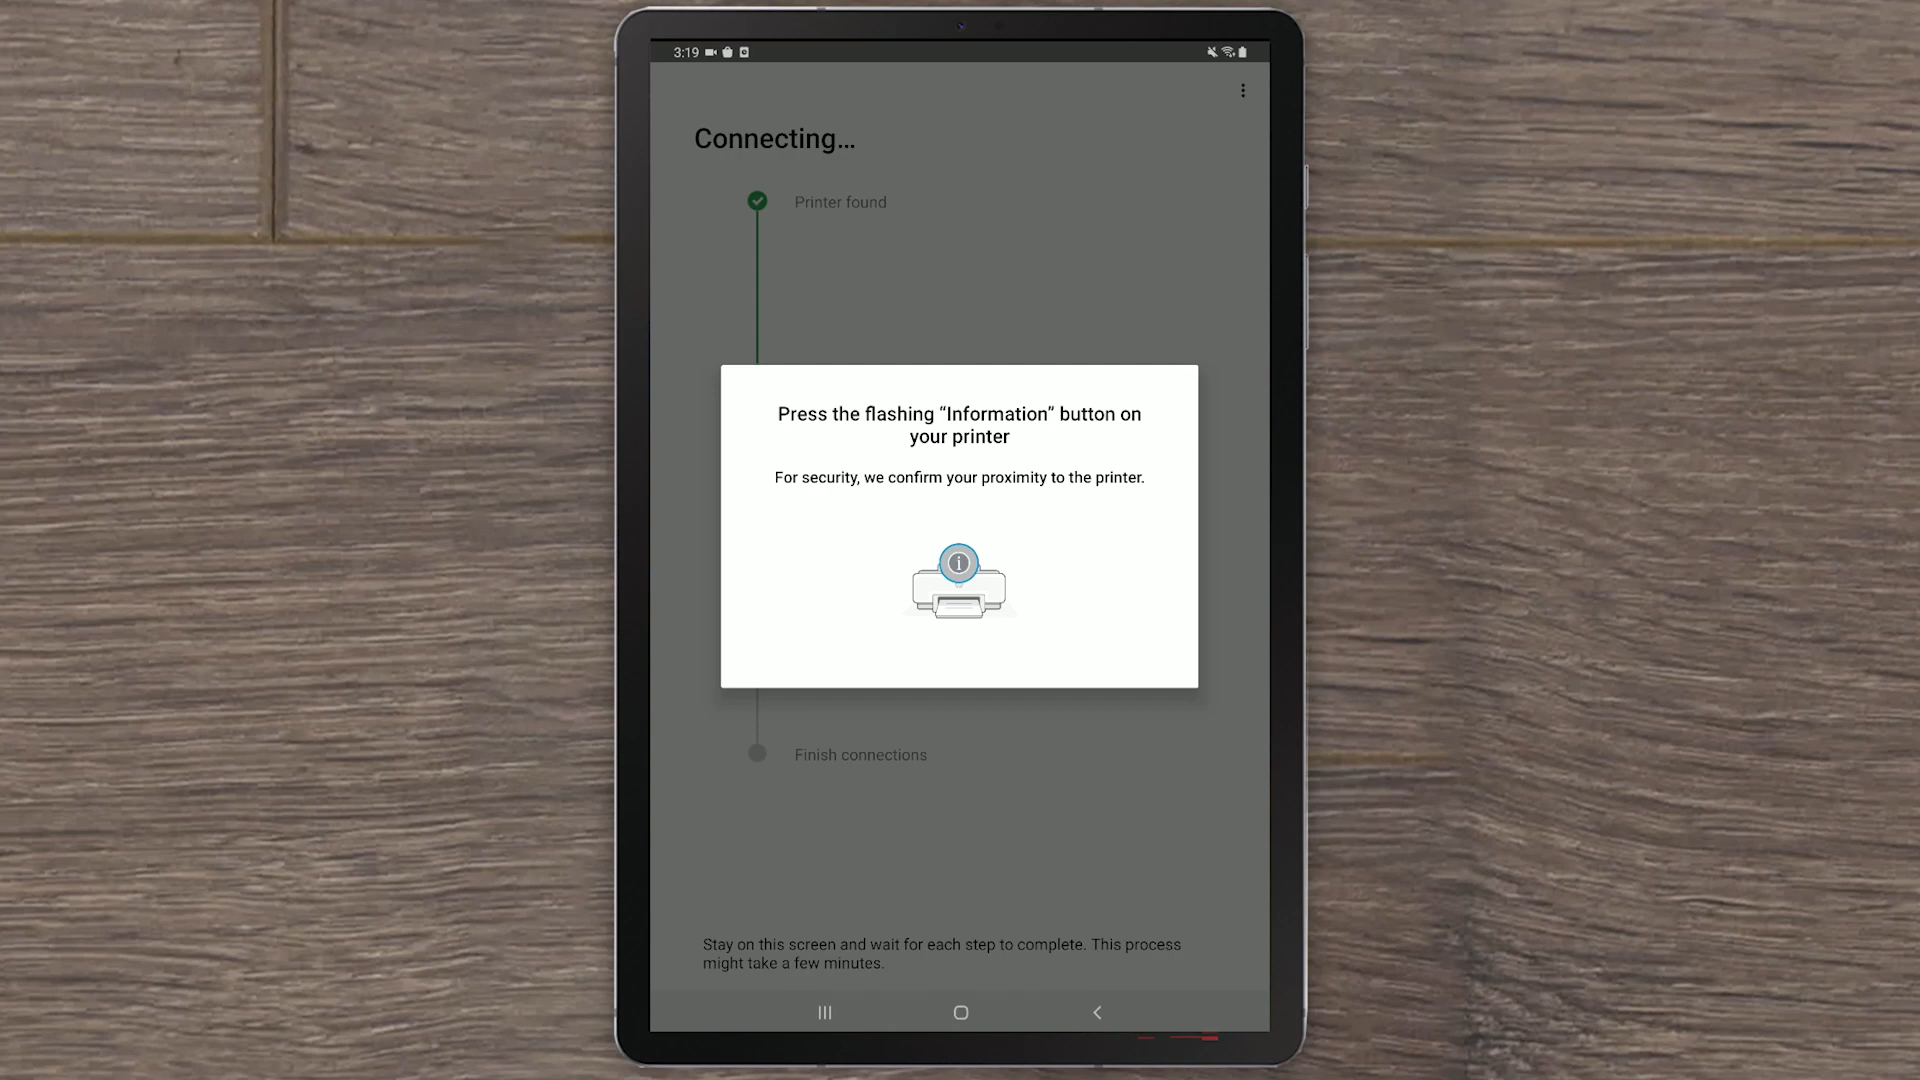 3:19
Connecting...
Printer found
Press the flashing “Information” button on
your printer
For security, we confirm your proximity to the printer.
i
Finish connections
Stay on this screen and wait for each step to complete. This process
might take a few minutes.